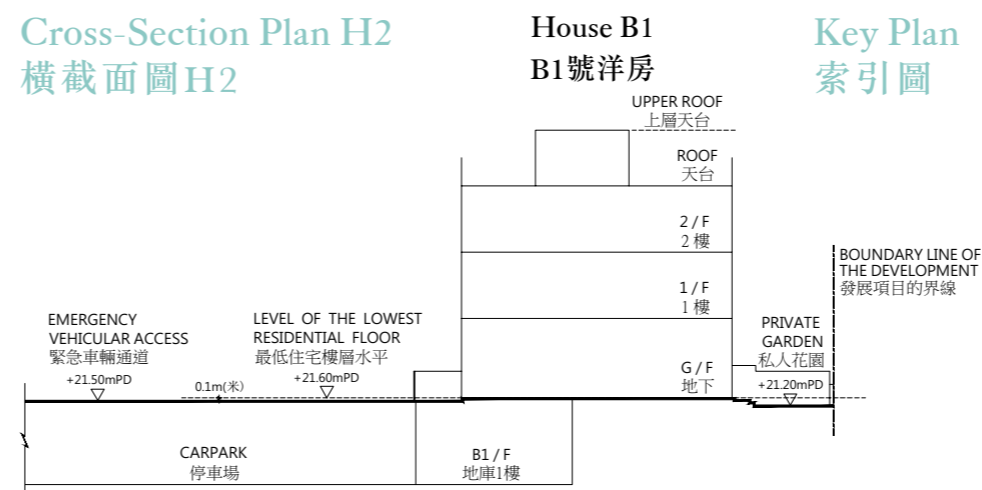 Cross-Section Plan H2
橫截面圖H2
House B1
B1號洋房
Key Plan
索引圖
UPPER ROOF
上層天台
ROOF
天台
2 / F
2 樓
1 / F
1 樓
G / F
地下
BOUNDARY LINE OF
THE DEVELOPMENT
發展項目的界線
EMERGENCY
VEHICULAR ACCESS
緊急車輛通道
+21.50mPD
0.1m(米)
LEVEL OF THE LOWEST
RESIDENTIAL FLOOR
最低住宅樓層水平
+21.60mPD
PRIVATE
GARDEN
私人花園
+21.20mPD
CARPARK
停車場
B1 / F
地庫1樓